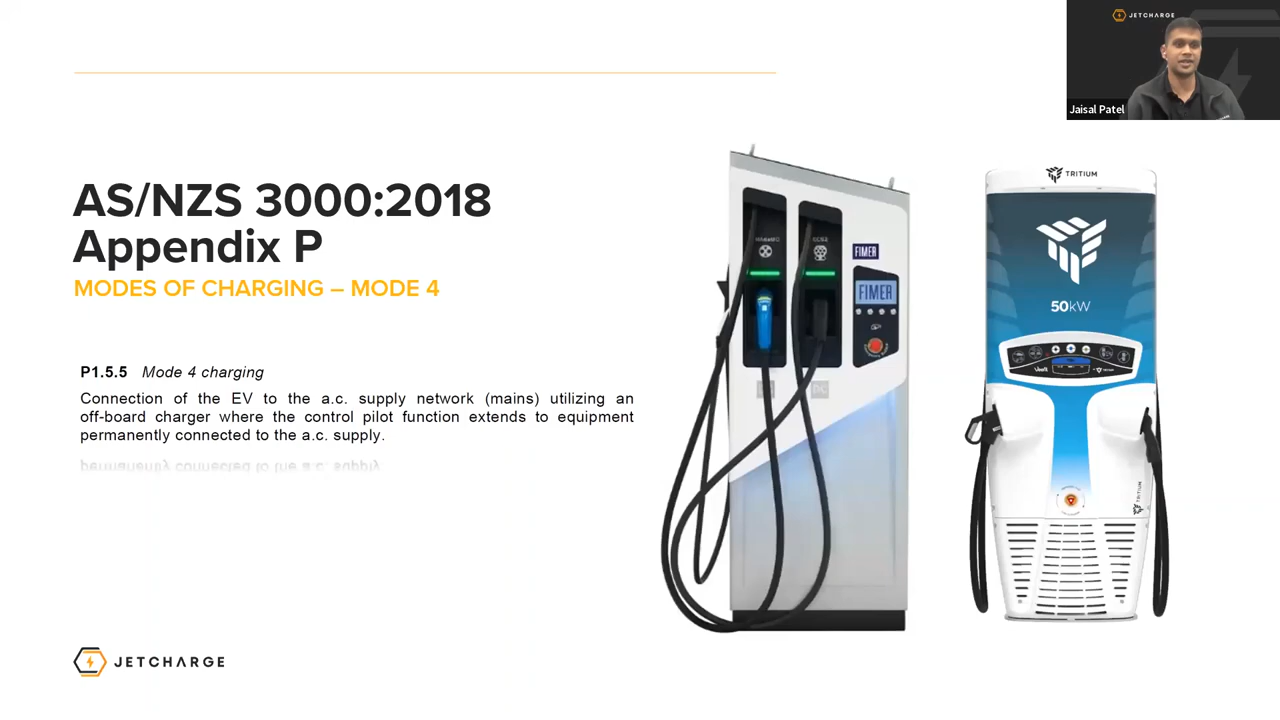 JETCHARGE
Jaisal Patel
AS/NZS 3000:2018
Appendix P
MODES OF CHARGING – MODE 4
P1.5.5 Mode 4 charging
Connection of the EV to the a.c. supply network (mains) utilizing an
off-board charger where the control pilot function extends to equipment
permanently connected to the a.c. supply.
FIMER
FIMER
DC
TRITIUM
50kW
TRITIUM
JETCHARGE